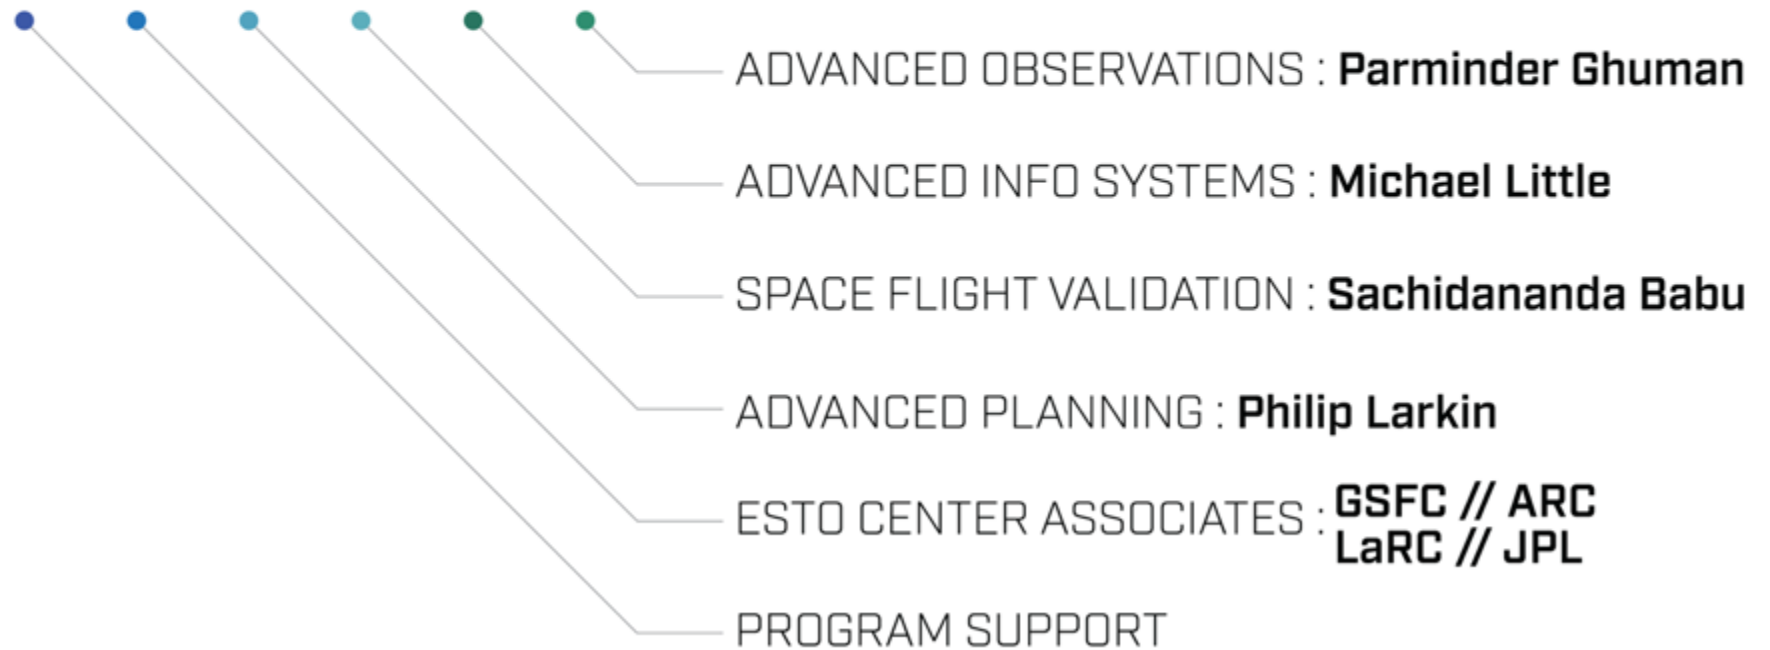 ADVANCED OBSERVATIONS : Parminder Ghuman
ADVANCED INFO SYSTEMS : Michael Little
SPACE FLIGHT VALIDATION : Sachidananda Babu
ADVANCED PLANNING : Philip Larkin
ESTO CENTER ASSOCIATES : GSFC // ARC
LaRC // JPL
PROGRAM SUPPORT